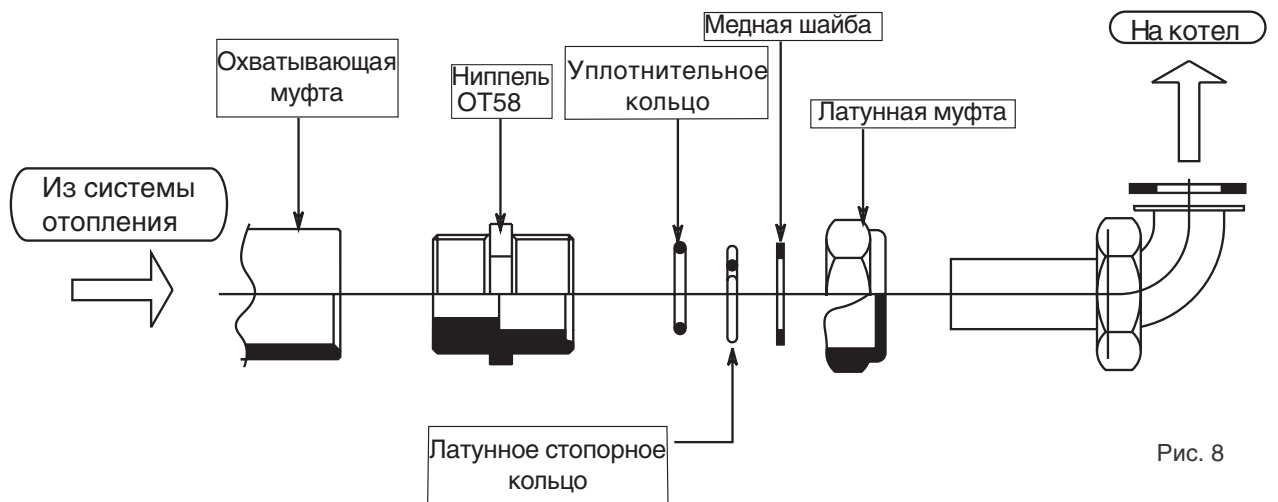 Медная шайба
На котел
Охватывающая
муфта
Ниппель
ОТ58
Уплотнительное
кольцо
Латунная муфта
Из системы
отопления
Латунное стопорное
кольцо
Рис. 8